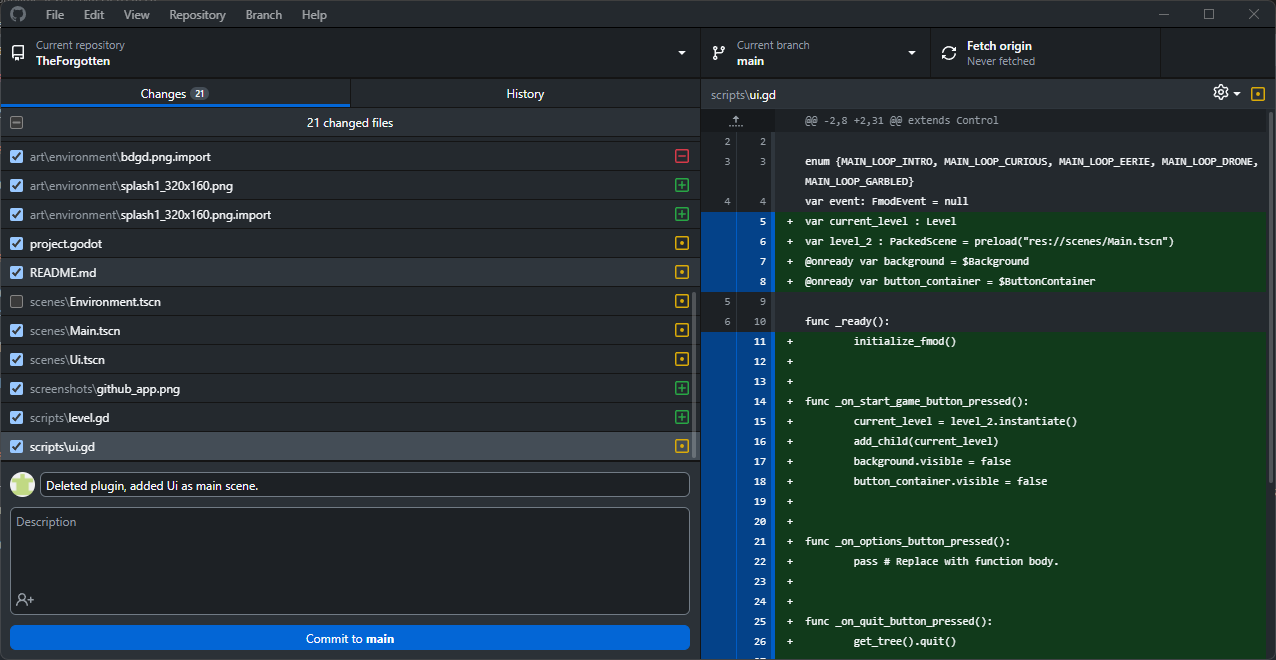 File Edit View Repository Branch Help
Current repository
TheForgotten
Current branch
main
Fetch origin
Never fetched
Changes 21
History
21 changed files
art\environment\bdgd.png.import
art\environment\splash1_320x160.png
art\environment\splash1_320x160.png.import
project.godot
README.md
scenes\Environment.tscn
scenes\Main.tscn
scenes\Ui.tscn
screenshots\github_app.png
scripts\level.gd
scripts\ui.gd
Deleted plugin, added Ui as main scene.
Description
Commit to main
scripts\ui.gd
@@ -2,8 +2,31 @@ extends Control
2 2
3 3 enum {MAIN_LOOP_INTRO, MAIN_LOOP_CURIOUS, MAIN_LOOP_EERIE, MAIN_LOOP_DRONE,
MAIN_LOOP_GARBLED}
4 4 var event: FmodEvent = null
5 + var current_level : Level
6 + var level_2 : PackedScene = preload("res://scenes/Main.tscn")
7 + @onready var background = $Background
8 + @onready var button_container = $ButtonContainer
5 9
6 10 func _ready():
11 + initialize_fmod()
12 +
13 +
14 + func _on_start_game_button_pressed():
15 + current_level = level_2.instantiate()
16 + add_child(current_level)
17 + background.visible = false
18 + button_container.visible = false
19 +
20 +
21 + func _on_options_button_pressed():
22 + pass # Replace with function body.
23 +
24 +
25 + func _on_quit_button_pressed():
26 + get_tree().quit()